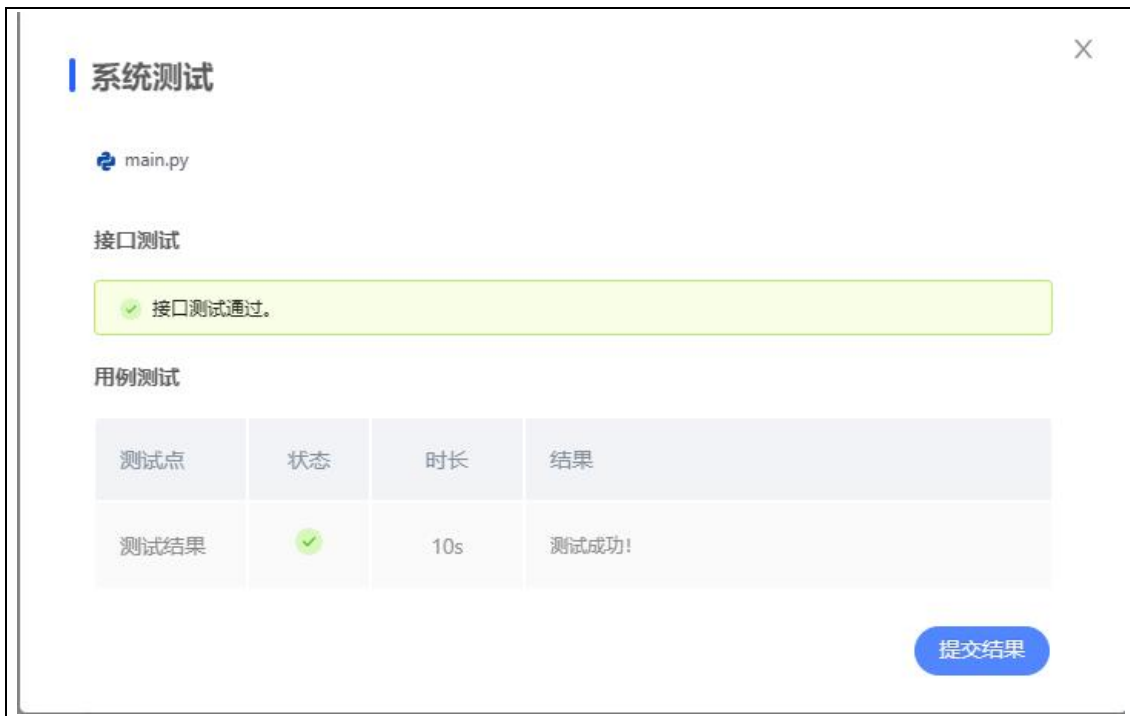 系统测试
main.py
接口测试
接口测试通过。
用例测试
测试点 状态 时长 结果
测试结果 10s 测试成功!
提交结果